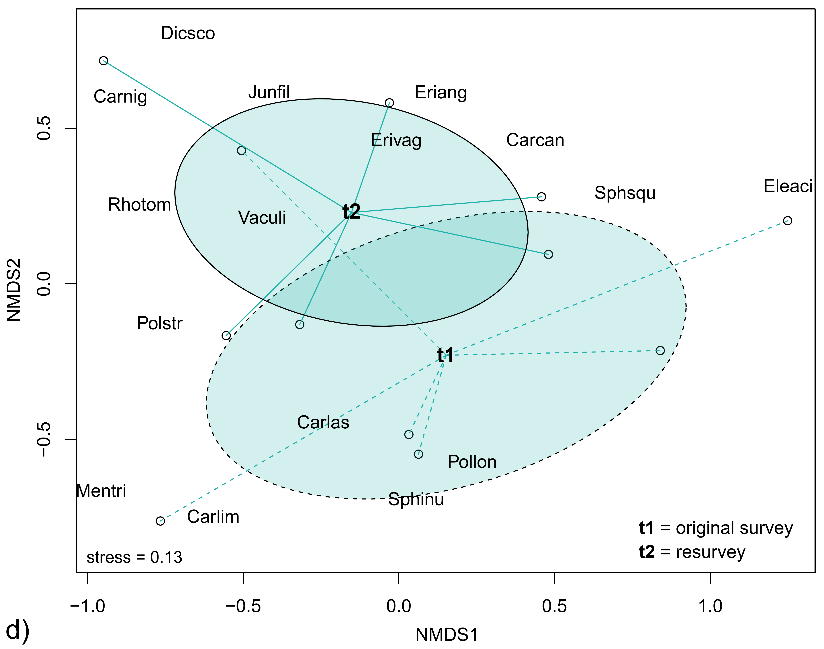 Dicsco
Carnig
Junfil
Eriang
Erivag
Carcan
Eleaci
Sphsqu
Rhotom
Vaculi
t2
Polstr
t1
Carlas
Pollon
Mentri
Sphinu
Carlim
t1 = original survey
t2 = resurvey
stress = 0.13
0.5
0.0
−0.5
NMDS2
−1.0 −0.5 0.0 0.5 1.0
NMDS1
d)